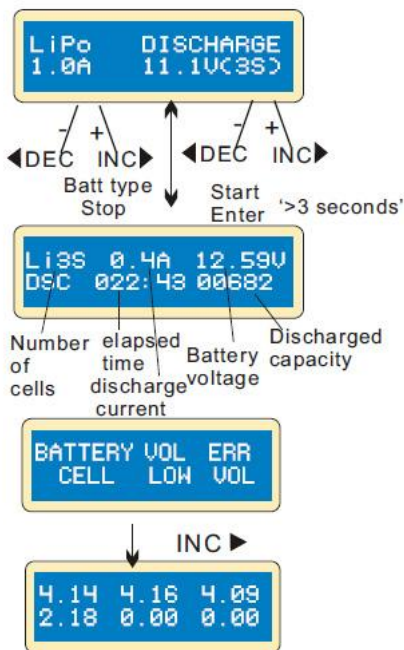 LiPo DISCHARGE
1.0A 11.1V(3S)
- + - +
◀DEC INC▶ ◀DEC INC▶
Batt type Start
Stop Enter '>3 seconds'
Li3S 0.4A 12.59V
DSC 022:43 00682
Number of cells
elapsed time
discharge current
Battery voltage
Discharged capacity
BATTERY VOL ERR
CELL LOW VOL
INC ▶
4.14 4.16 4.09
2.18 0.00 0.00